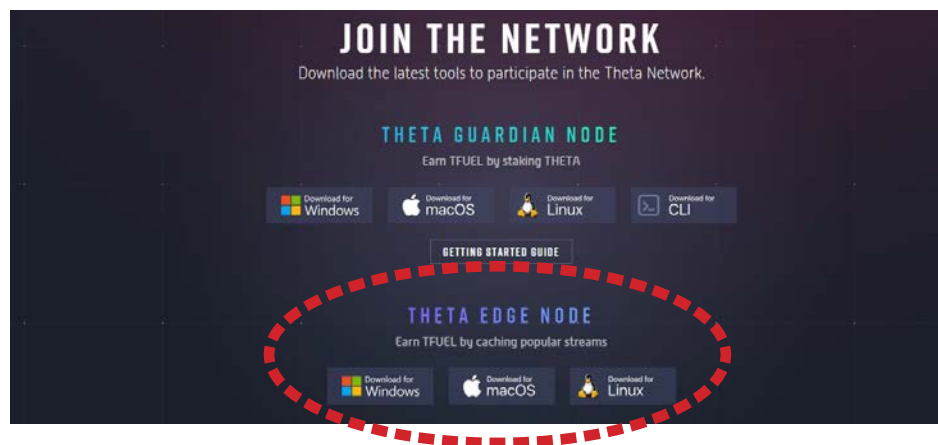 JOIN THE NETWORK
Download the latest tools to participate in the Theta Network.
THETA GUARDIAN NODE
Earn TFUEL by staking THETA
Download for Windows
Download for macOS
Download for Linux
Download for CLI
GETTING STARTED GUIDE
THETA EDGE NODE
Earn TFUEL by caching popular streams
Download for Windows
Download for macOS
Download for Linux